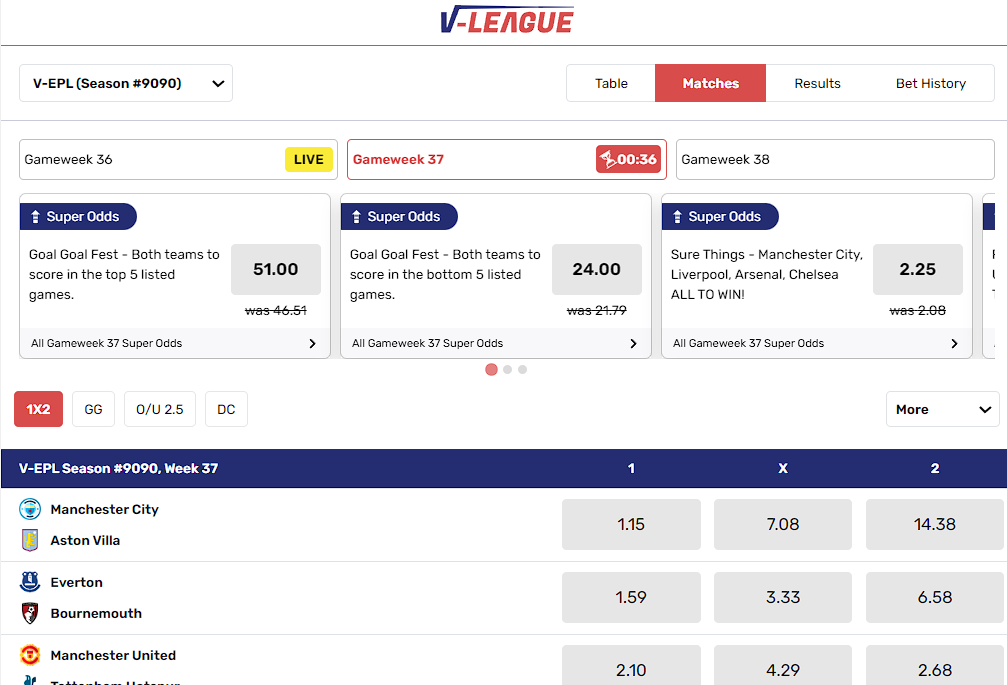 V-LEAGUE
V-EPL (Season #9090)
Table
Matches
Results
Bet History
Gameweek 36
LIVE
Gameweek 37
00:36
Gameweek 38
Super Odds
Goal Goal Fest - Both teams to
score in the top 5 listed
games.
51.00
was 46.51
All Gameweek 37 Super Odds
Super Odds
Goal Goal Fest - Both teams to
score in the bottom 5 listed
games.
24.00
was 21.79
All Gameweek 37 Super Odds
Super Odds
Sure Things - Manchester City,
Liverpool, Arsenal, Chelsea
ALL TO WIN!
2.25
was 2.08
All Gameweek 37 Super Odds
1X2
GG
O/U 2.5
DC
More
V-EPL Season #9090, Week 37
1
X
2
Manchester City
Aston Villa
1.15
7.08
14.38
Everton
Bournemouth
1.59
3.33
6.58
Manchester United
Tottenham Hotspur
2.10
4.29
2.68